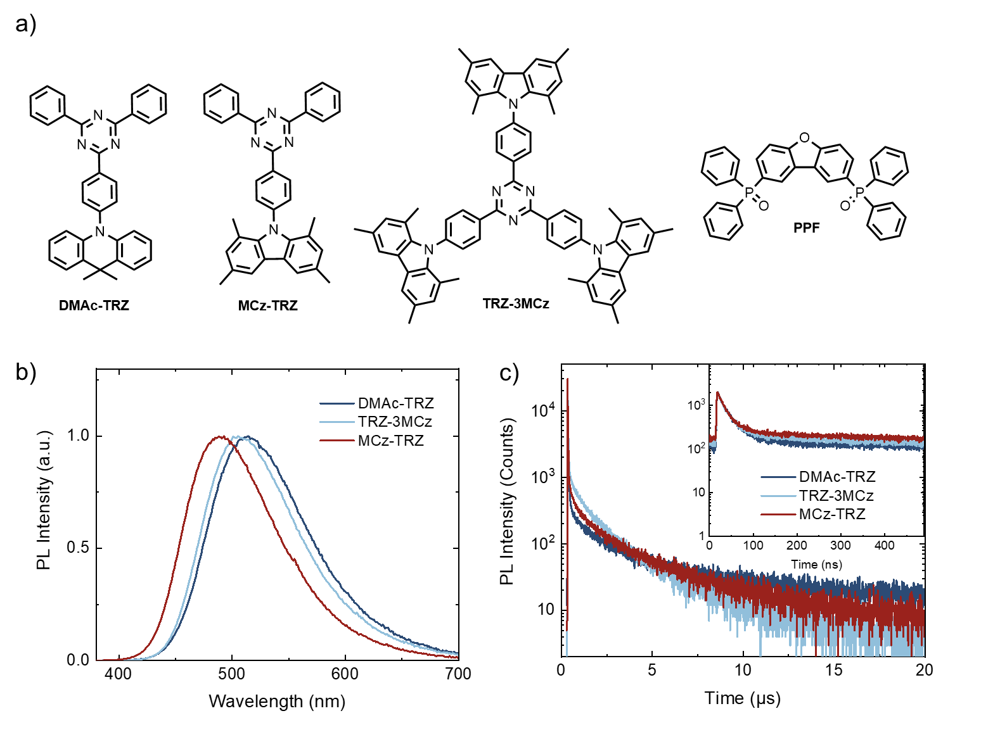 a)
N
N
N
N
DMAc-TRZ
N
N
N
N
MCz-TRZ
N
N
N
N
N
N
TRZ-3MCz
O
P
O
P
O
PPF
b)
DMAc-TRZ
TRZ-3MCz
MCz-TRZ
1.0
0.5
0.0
PL Intensity (a.u.)
400
500
600
700
Wavelength (nm)
c)
10⁴
10³
10²
10
PL Intensity (Counts)
0
5
10
15
20
Time (µs)
10³
10²
10
1
DMAc-TRZ
TRZ-3MCz
MCz-TRZ
0
100
200
300
400
Time (ns)